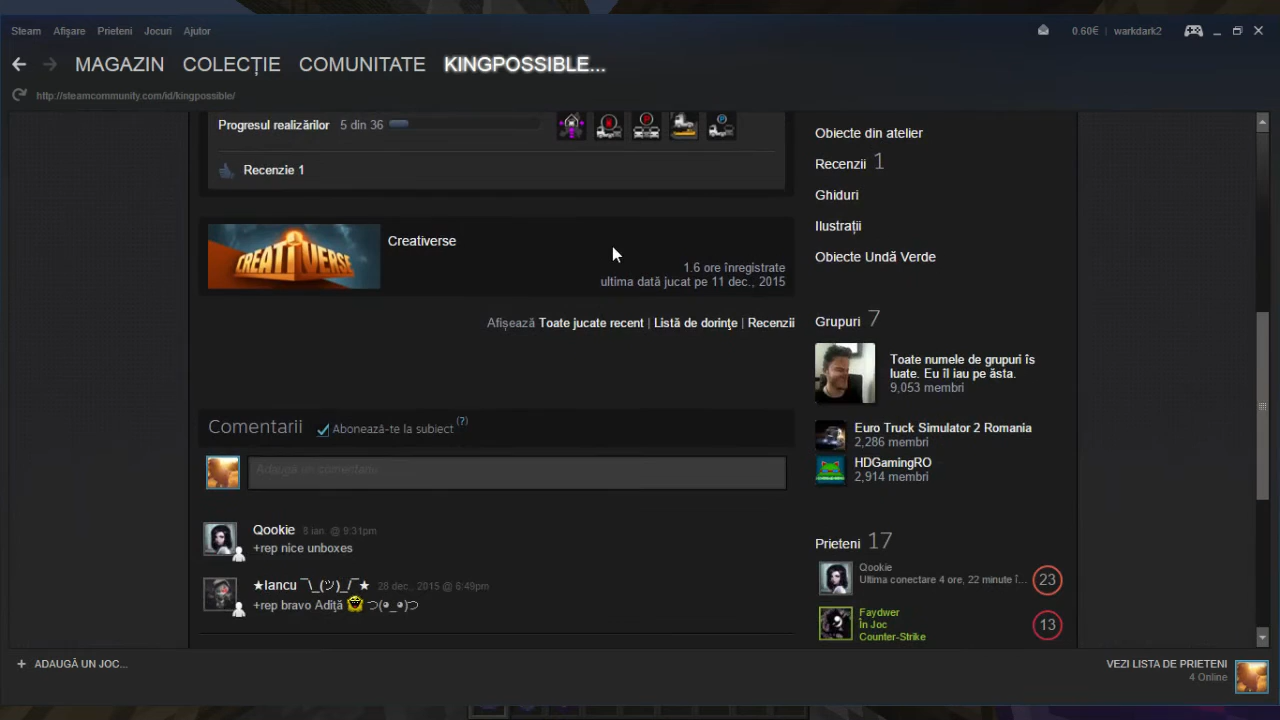 Steam Afișare Prieteni Jocuri Ajutor
0.60€ warkdark2
MAGAZIN COLECȚIE COMUNITATE KINGPOSSIBLE...
http://steamcommunity.com/id/kingpossible/
Progresul realizărilor 5 din 36
Recenzie 1
CREATIVERSE
Creativerse
1.6 ore înregistrate
ultima dată jucat pe 11 dec., 2015
Afișează Toate jucate recent | Listă de dorințe | Recenzii
Comentarii Abonează-te la subiect (?)
Adaugă un comentariu
Qookie 8 ian. @ 9:31pm
+rep nice unboxes
★Iancu ¯\_(ツ)_/¯★ 28 dec., 2015 @ 6:49pm
+rep bravo Adiță つ(◕_◕)つ
Obiecte din atelier
Recenzii 1
Ghiduri
Ilustrații
Obiecte Undă Verde
Grupuri 7
Toate numele de grupuri îs
luate. Eu îl iau pe ăsta.
9,053 membri
Euro Truck Simulator 2 Romania
2,286 membri
HDGamingRO
2,914 membri
Prieteni 17
Qookie
Ultima conectare 4 ore, 22 minute î...
23
Faydwer
În Joc
Counter-Strike
13
+ ADAUGĂ UN JOC...
VEZI LISTA DE PRIETENI
4 Online